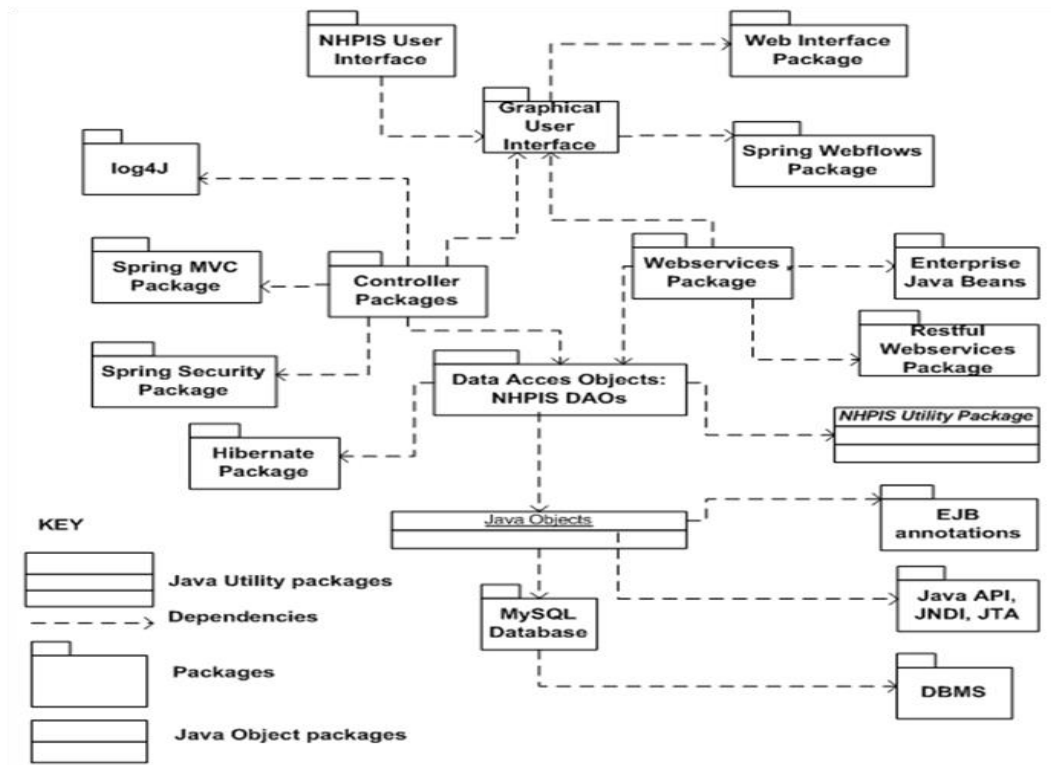 NHPIS User
Interface
Web Interface
Package
Graphical
User
Interface
log4J
Spring Webflows
Package
Spring MVC
Package
Controller
Packages
Webservices
Package
Enterprise
Java Beans
Restful
Webservices
Package
Spring Security
Package
Data Acces Objects:
NHPIS DAOs
NHPIS Utility Package
Hibernate
Package
Java Objects
EJB
annotations
KEY
Java Utility packages
Dependencies
Packages
Java Object packages
MySQL
Database
Java API,
JNDI, JTA
DBMS